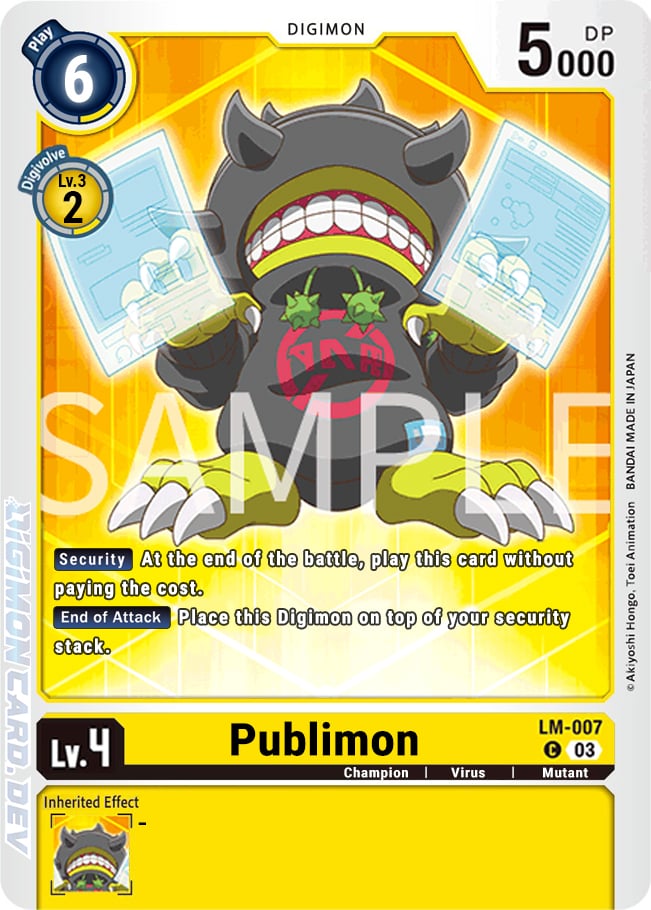 Play
DIGIMON
DP
6
5000
Digivolve
Lv.3
2
SAMPLE
Security At the end of the battle, play this card without
paying the cost.
End of Attack Place this Digimon on top of your security
stack.
© Akiyoshi Hongo, Toei Animation BANDAI MADE IN JAPAN
DIGIMONCARD.DEV
Lv.4
Publimon
LM-007
C 03
Champion | Virus | Mutant
Inherited Effect
-